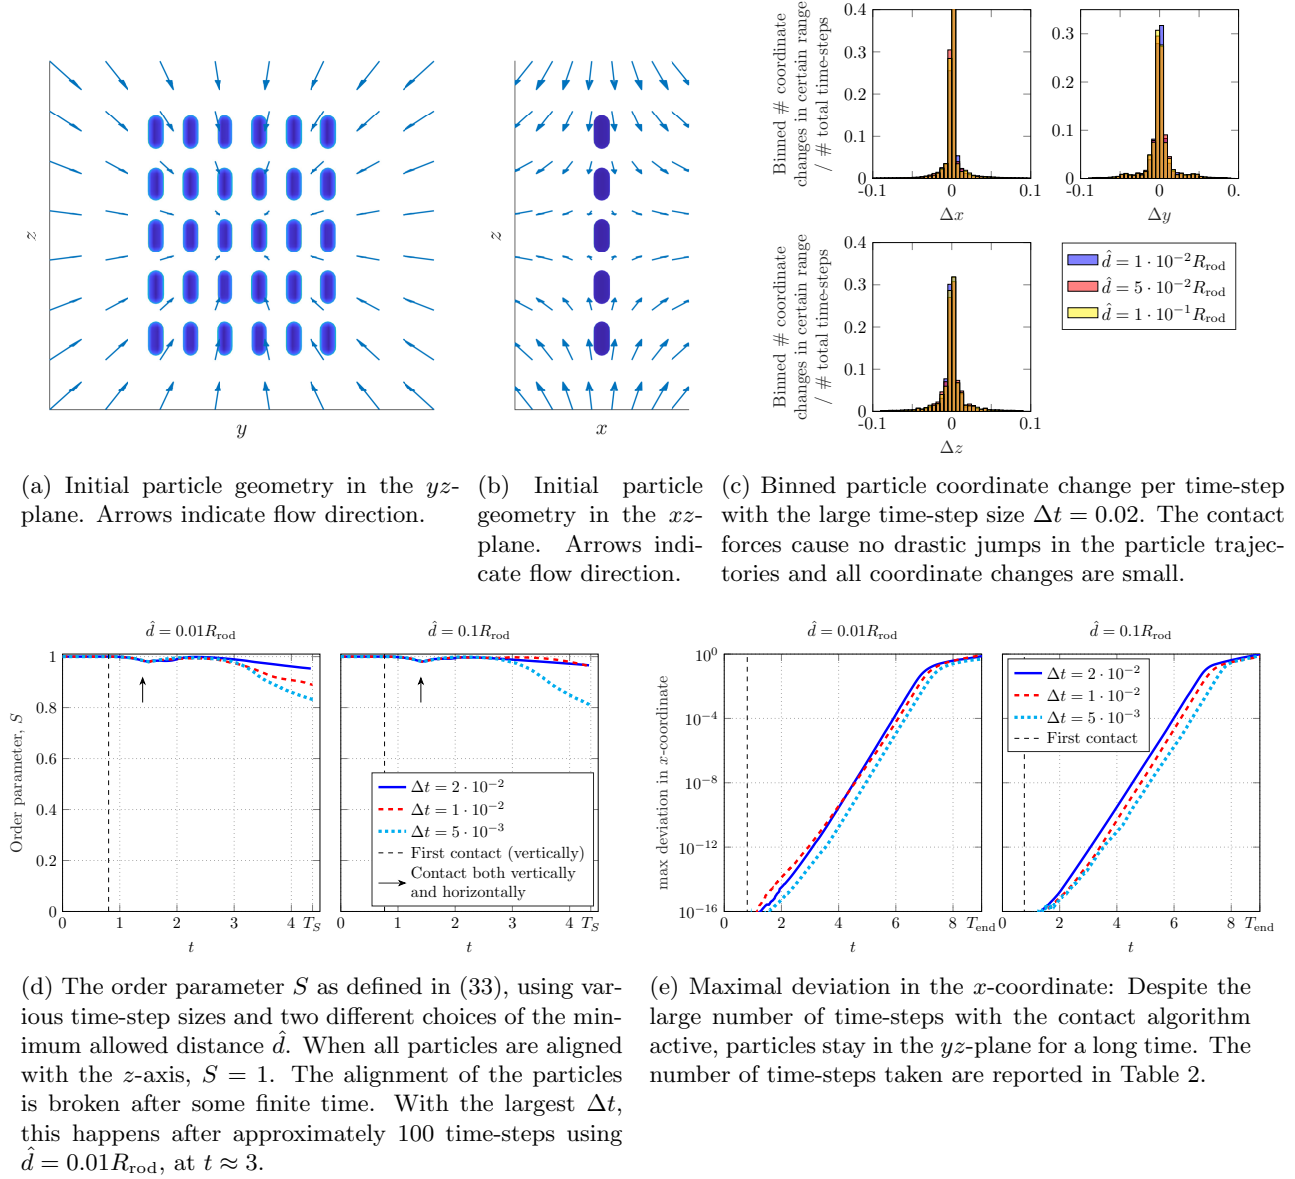 z
y
z
x
Binned # coordinate
changes in certain range
/ # total time-steps
0.4
0.3
0.2
0.1
0
-0.1
0
0.1
Δx
0.3
0.1
0
-0.1
0
0.
Δy
Binned # coordinate
changes in certain range
/ # total time-steps
0.4
0.3
0.2
0.1
0
-0.1
0
0.1
Δz
d̂ = 1 · 10⁻² R_rod
d̂ = 5 · 10⁻² R_rod
d̂ = 1 · 10⁻¹ R_rod
(a) Initial particle geometry in the yz-
plane. Arrows indicate flow direction.
(b) Initial particle
geometry in the xz-
plane. Arrows indi-
cate flow direction.
(c) Binned particle coordinate change per time-step
with the large time-step size Δt = 0.02. The contact
forces cause no drastic jumps in the particle trajec-
tories and all coordinate changes are small.
d̂ = 0.01R_rod
Order parameter, S
1
0.8
0.6
0.4
0.2
0
0 1 2 3 4 T_S
t
d̂ = 0.1R_rod
Δt = 2 · 10⁻²
Δt = 1 · 10⁻²
Δt = 5 · 10⁻³
First contact (vertically)
Contact both vertically
and horizontally
0 1 2 3 4 T_S
t
d̂ = 0.01R_rod
max deviation in x-coordinate
10⁰
10⁻⁴
10⁻⁸
10⁻¹²
10⁻¹⁶
2 4 6 8 T_end
t
d̂ = 0.1R_rod
Δt = 2 · 10⁻²
Δt = 1 · 10⁻²
Δt = 5 · 10⁻³
First contact
0 2 4 6 8 T_end
t
(d) The order parameter S as defined in (33), using var-
ious time-step sizes and two different choices of the min-
imum allowed distance d̂. When all particles are aligned
with the z-axis, S = 1. The alignment of the particles
is broken after some finite time. With the largest Δt,
this happens after approximately 100 time-steps using
d̂ = 0.01R_rod, at t ≈ 3.
(e) Maximal deviation in the x-coordinate: Despite the
large number of time-steps with the contact algorithm
active, particles stay in the yz-plane for a long time. The
number of time-steps taken are reported in Table 2.